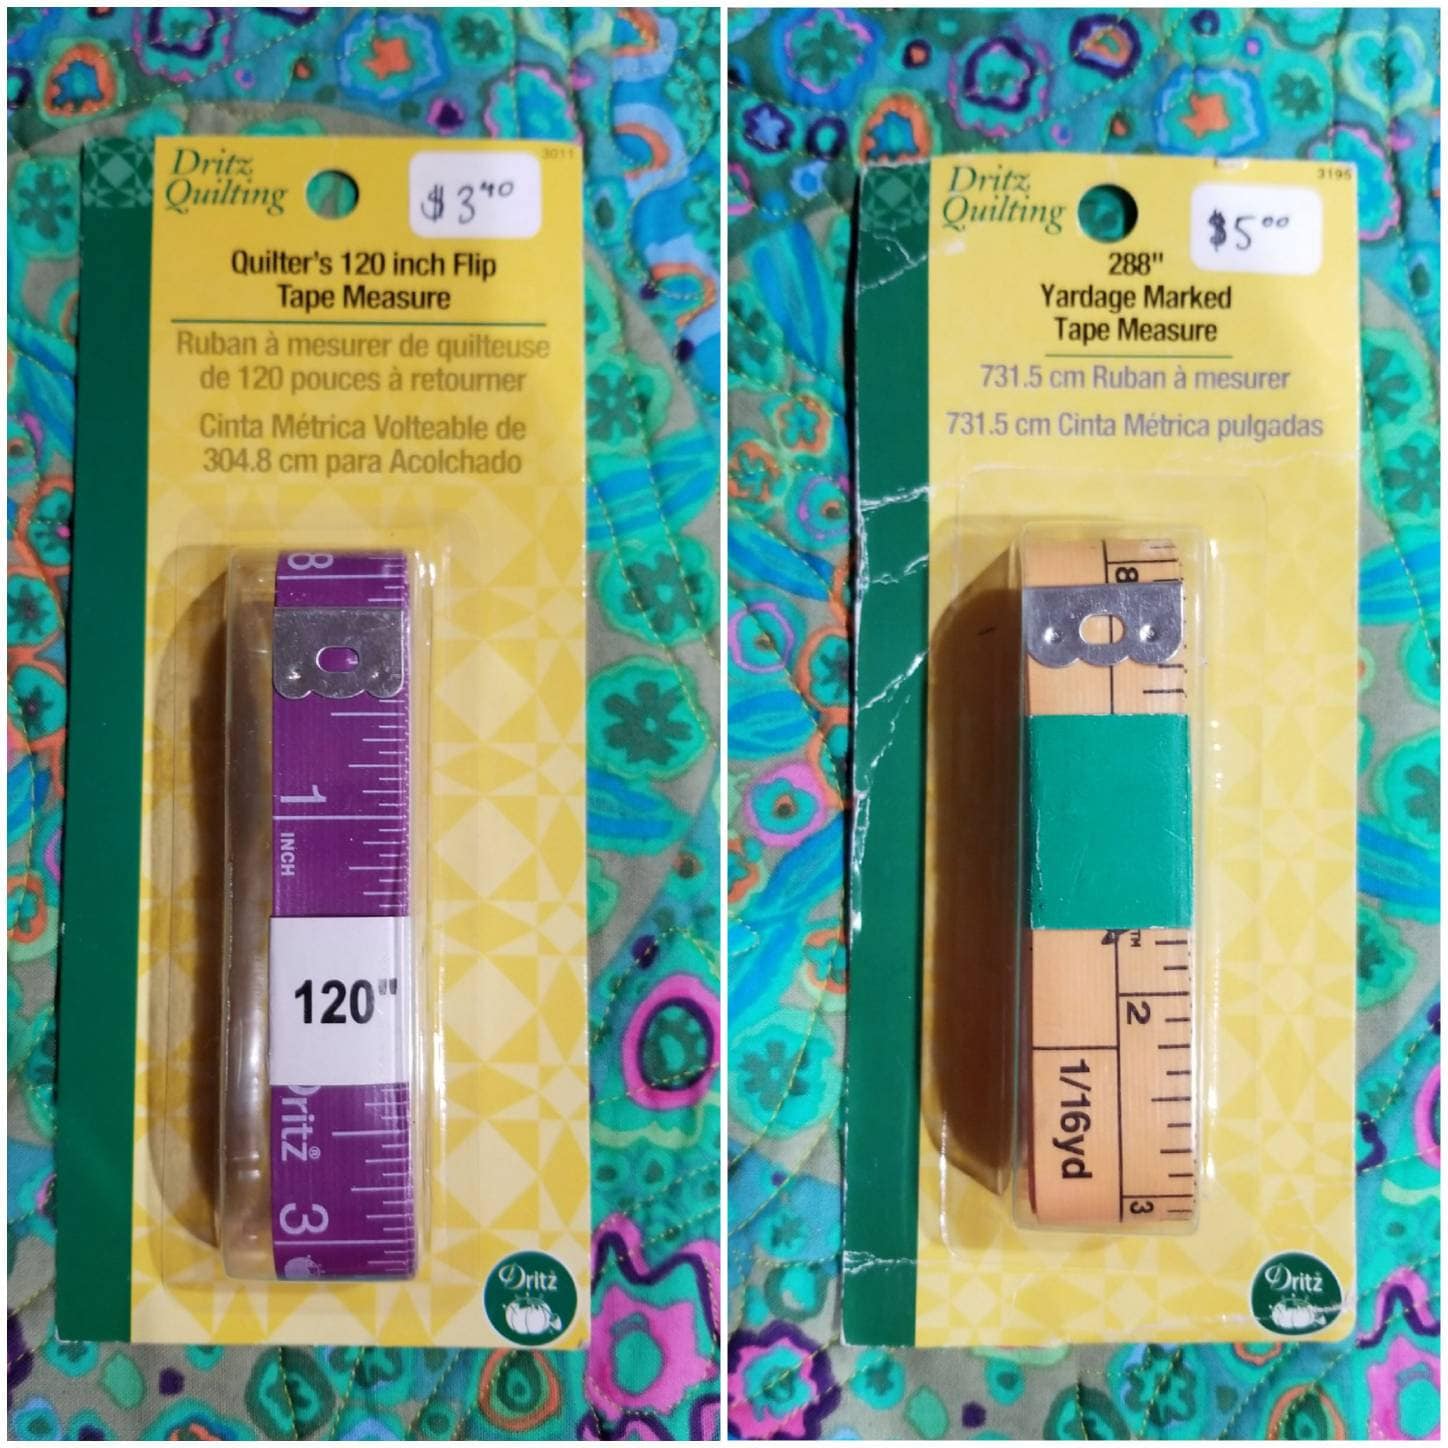 Dritz
Quilting
3011
$3.40
Quilter's 120 inch Flip
Tape Measure
Ruban à mesurer de quilteuse
de 120 pouces à retourner
Cinta Métrica Volteable de
304.8 cm para Acolchado
8
1
INCH
120"
Dritz®
3
Dritz
Dritz
Quilting
3195
$5.00
288"
Yardage Marked
Tape Measure
731.5 cm Ruban à mesurer
731.5 cm Cinta Métrica pulgadas
8
TM
2
1/16yd
3
Dritz